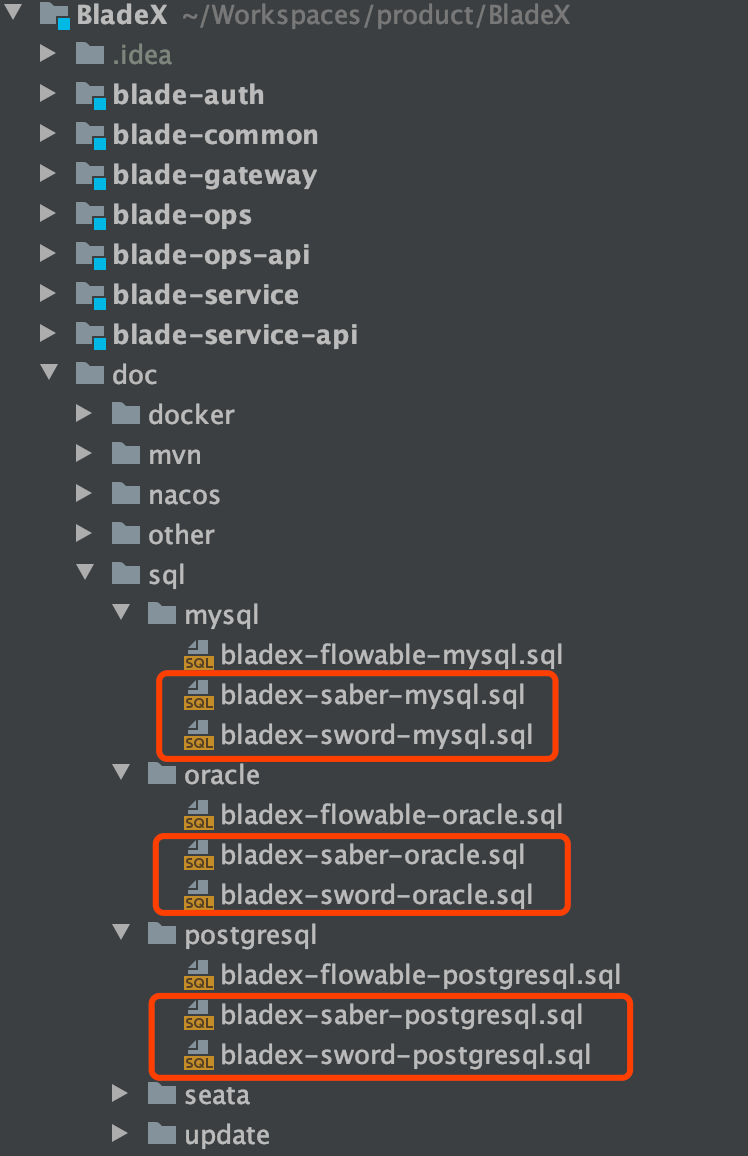 BladeX ~/Workspaces/product/BladeX
.idea
blade-auth
blade-common
blade-gateway
blade-ops
blade-ops-api
blade-service
blade-service-api
doc
docker
mvn
nacos
other
sql
mysql
SQL bladex-flowable-mysql.sql
SQL bladex-saber-mysql.sql
SQL bladex-sword-mysql.sql
oracle
SQL bladex-flowable-oracle.sql
SQL bladex-saber-oracle.sql
SQL bladex-sword-oracle.sql
postgresql
SQL bladex-flowable-postgresql.sql
SQL bladex-saber-postgresql.sql
SQL bladex-sword-postgresql.sql
seata
update